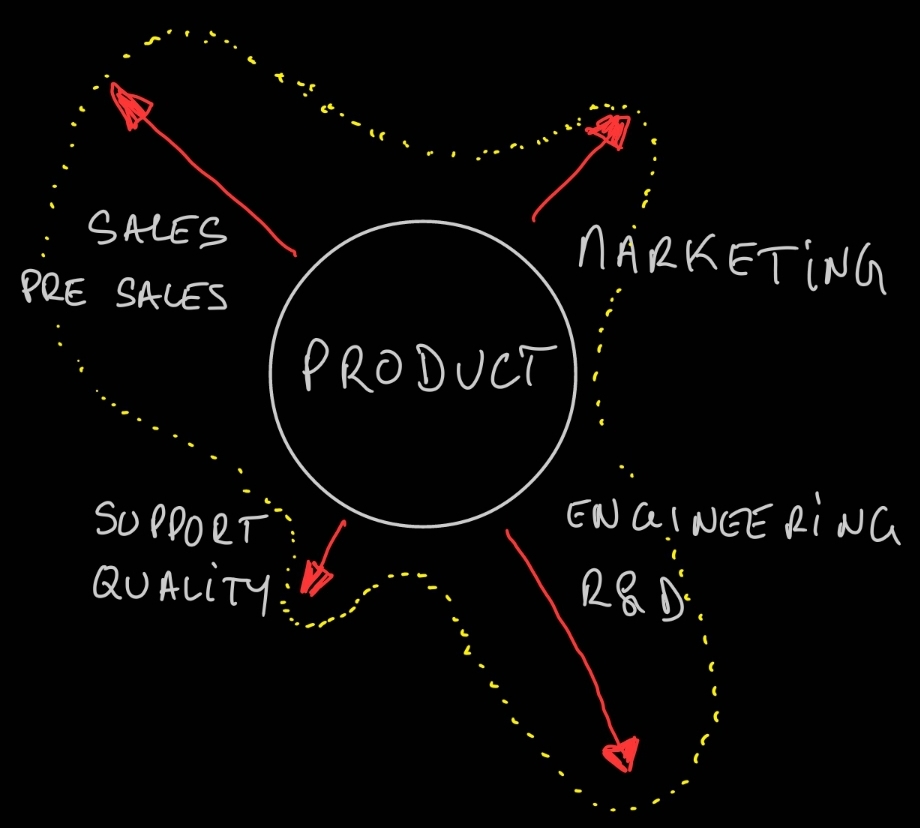 SALES
PRE SALES
MARKETING
PRODUCT
SUPPORT
QUALITY
ENGINEERING
R&D